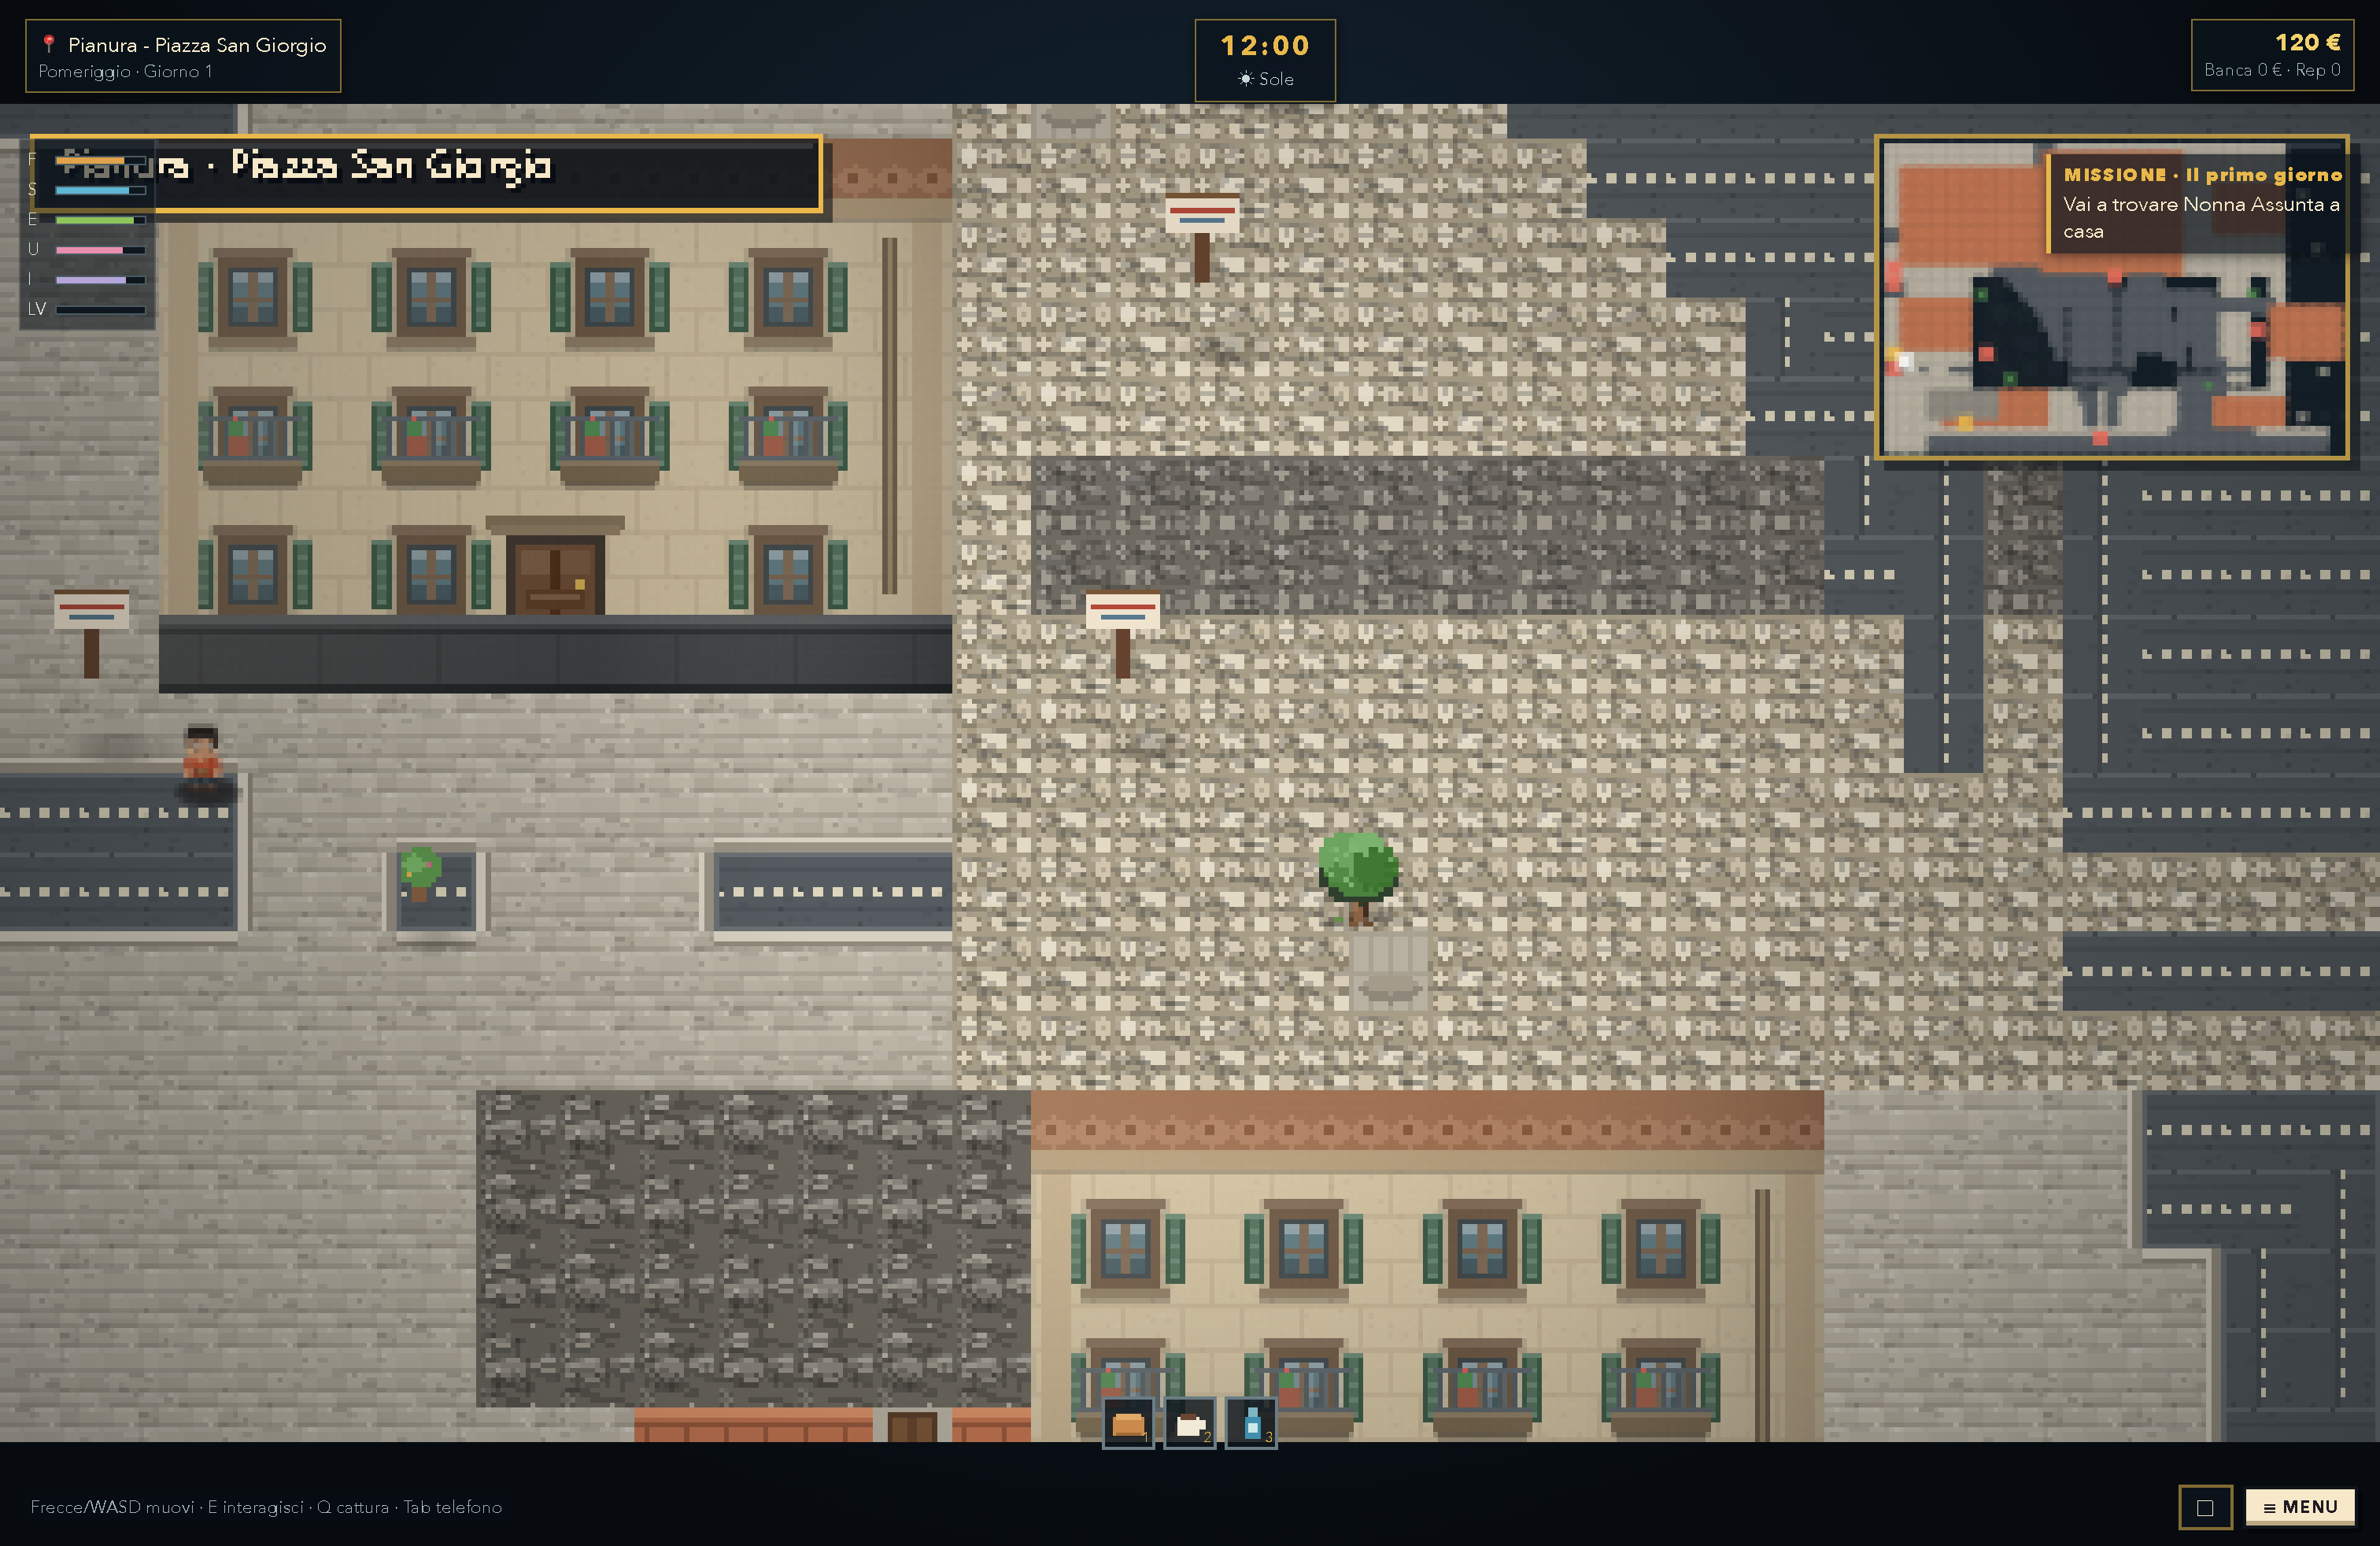 📍 Pianura - Piazza San Giorgio
Pomeriggio · Giorno 1
12:00
☀ Sole
120 €
Banca 0 € · Rep 0
Pianura · Piazza San Giorgio
F
S
E
U
I
LV
MISSIONE · Il primo giorno
Vai a trovare Nonna Assunta a
casa
1
2
3
Frecce/WASD muovi · E interagisci · Q cattura · Tab telefono
≡ MENU